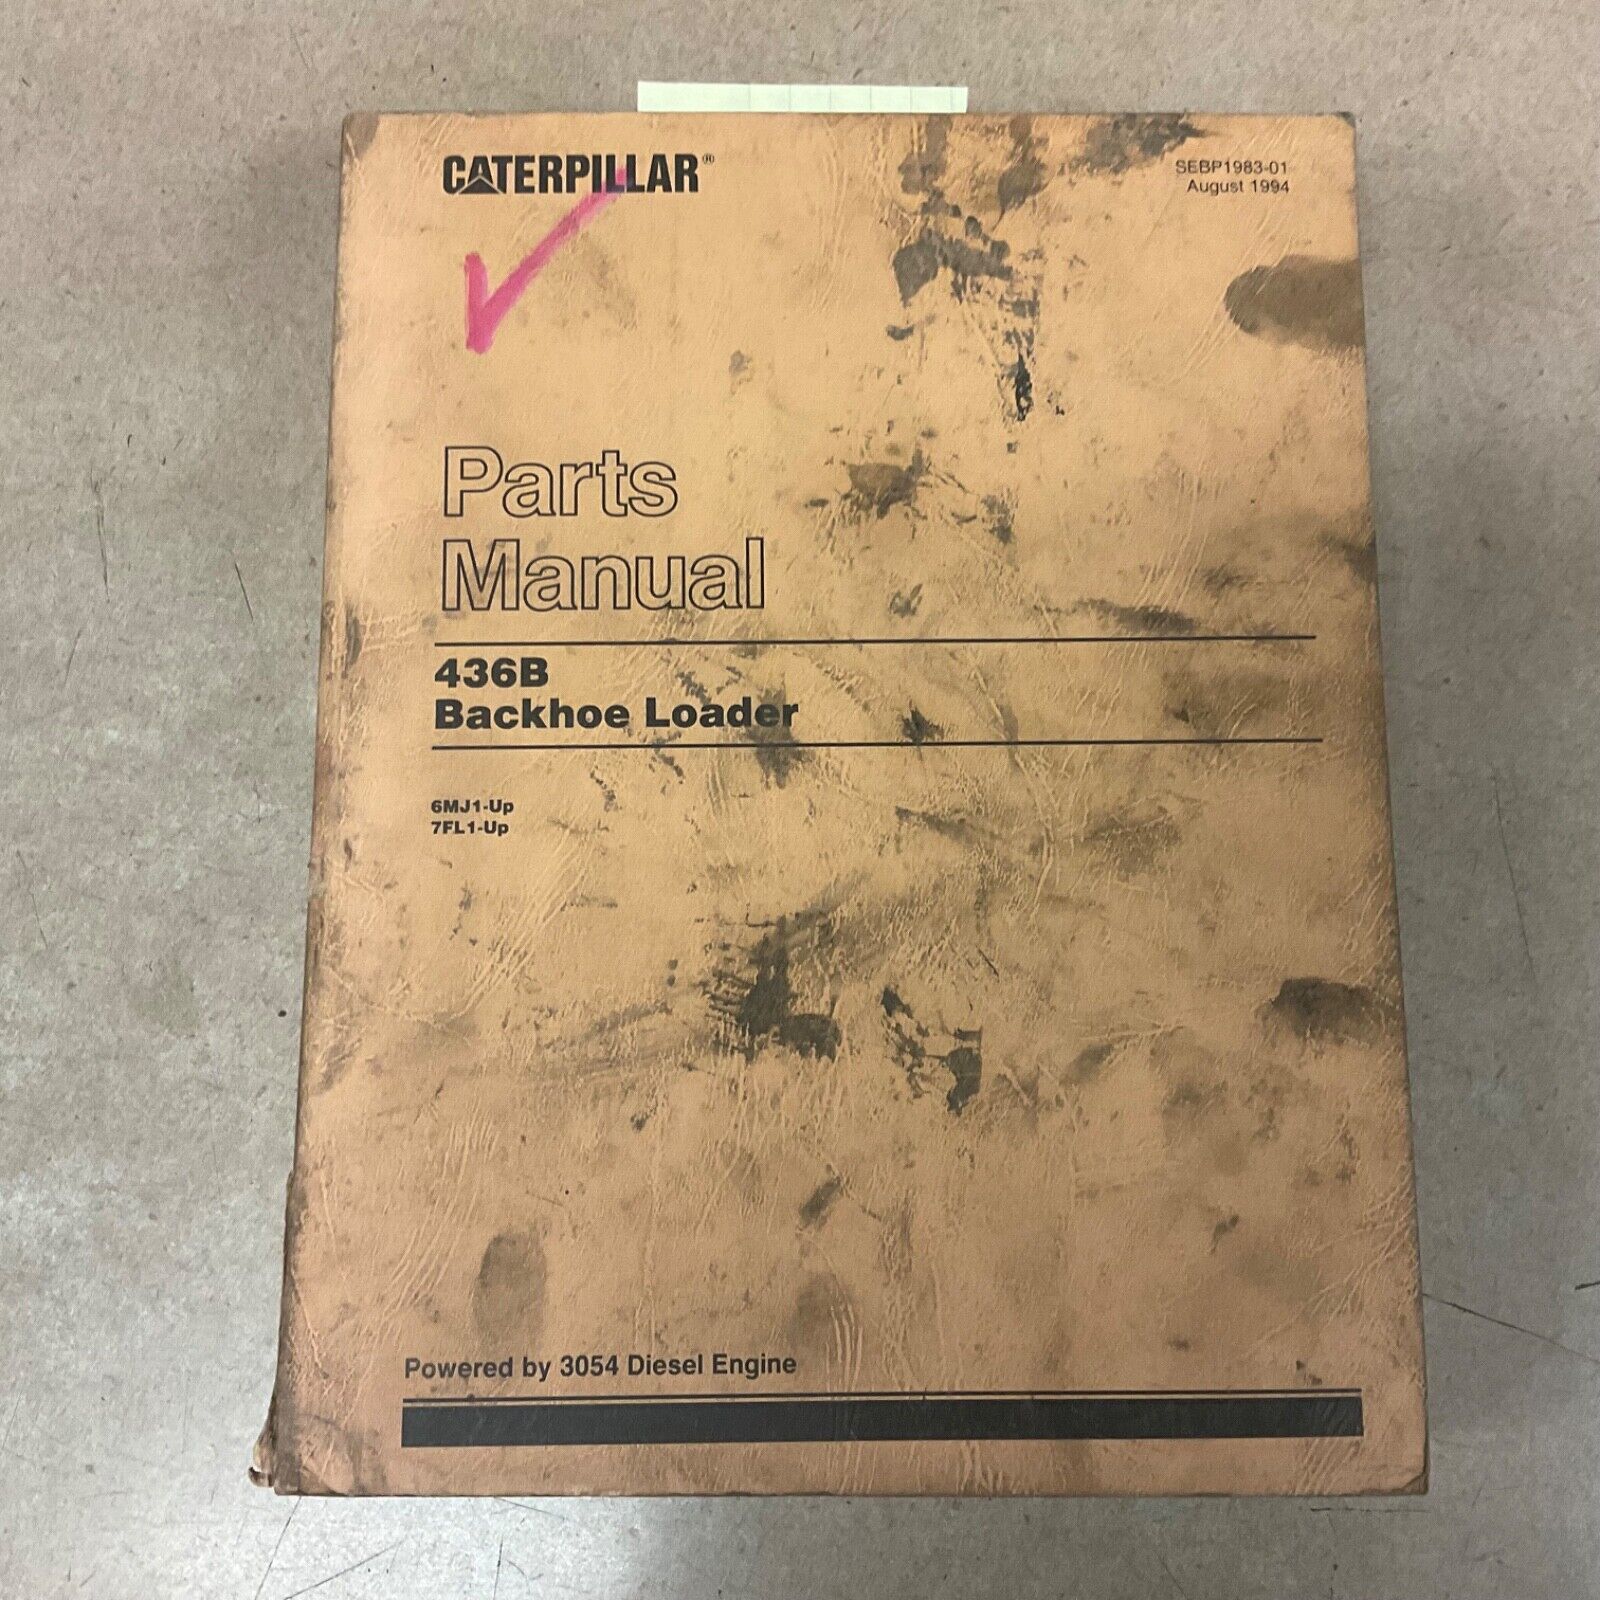 CATERPILLAR®
SEBP1983-01
August 1994
Parts
Manual
436B
Backhoe Loader
6MJ1-Up
7FL1-Up
Powered by 3054 Diesel Engine